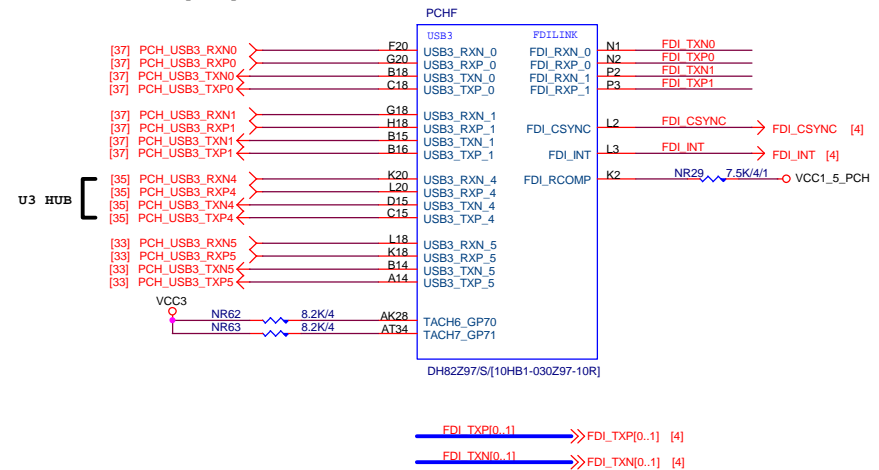 PCHF
USB3 FDILINK
[37] PCH_USB3_RXN0 F20 USB3_RXN_0 FDI_RXN_0 N1 FDI_TXN0
[37] PCH_USB3_RXP0 G20 USB3_RXP_0 FDI_RXP_0 N2 FDI_TXP0
[37] PCH_USB3_TXN0 B18 USB3_TXN_0 FDI_RXN_1 P2 FDI_TXN1
[37] PCH_USB3_TXP0 C18 USB3_TXP_0 FDI_RXP_1 P3 FDI_TXP1
[37] PCH_USB3_RXN1 G18 USB3_RXN_1
[37] PCH_USB3_RXP1 H18 USB3_RXP_1 FDI_CSYNC L2 FDI_CSYNC FDI_CSYNC [4]
[37] PCH_USB3_TXN1 B15 USB3_TXN_1
[37] PCH_USB3_TXP1 B16 USB3_TXP_1 FDI_INT L3 FDI_INT FDI_INT [4]
[35] PCH_USB3_RXN4 K20 USB3_RXN_4 FDI_RCOMP K2 NR29 7.5K/4/1 VCC1_5_PCH
[35] PCH_USB3_RXP4 L20 USB3_RXP_4
U3 HUB
[35] PCH_USB3_TXN4 D15 USB3_TXN_4
[35] PCH_USB3_TXP4 C15 USB3_TXP_4
[33] PCH_USB3_RXN5 L18 USB3_RXN_5
[33] PCH_USB3_RXP5 K18 USB3_RXP_5
[33] PCH_USB3_TXN5 B14 USB3_TXN_5
[33] PCH_USB3_TXP5 A14 USB3_TXP_5
VCC3
NR62 8.2K/4 AK28 TACH6_GP70
NR63 8.2K/4 AT34 TACH7_GP71
DH82Z97/S/[10HB1-030Z97-10R]
FDI_TXP[0..1] FDI_TXP[0..1] [4]
FDI_TXN[0..1] FDI_TXN[0..1] [4]